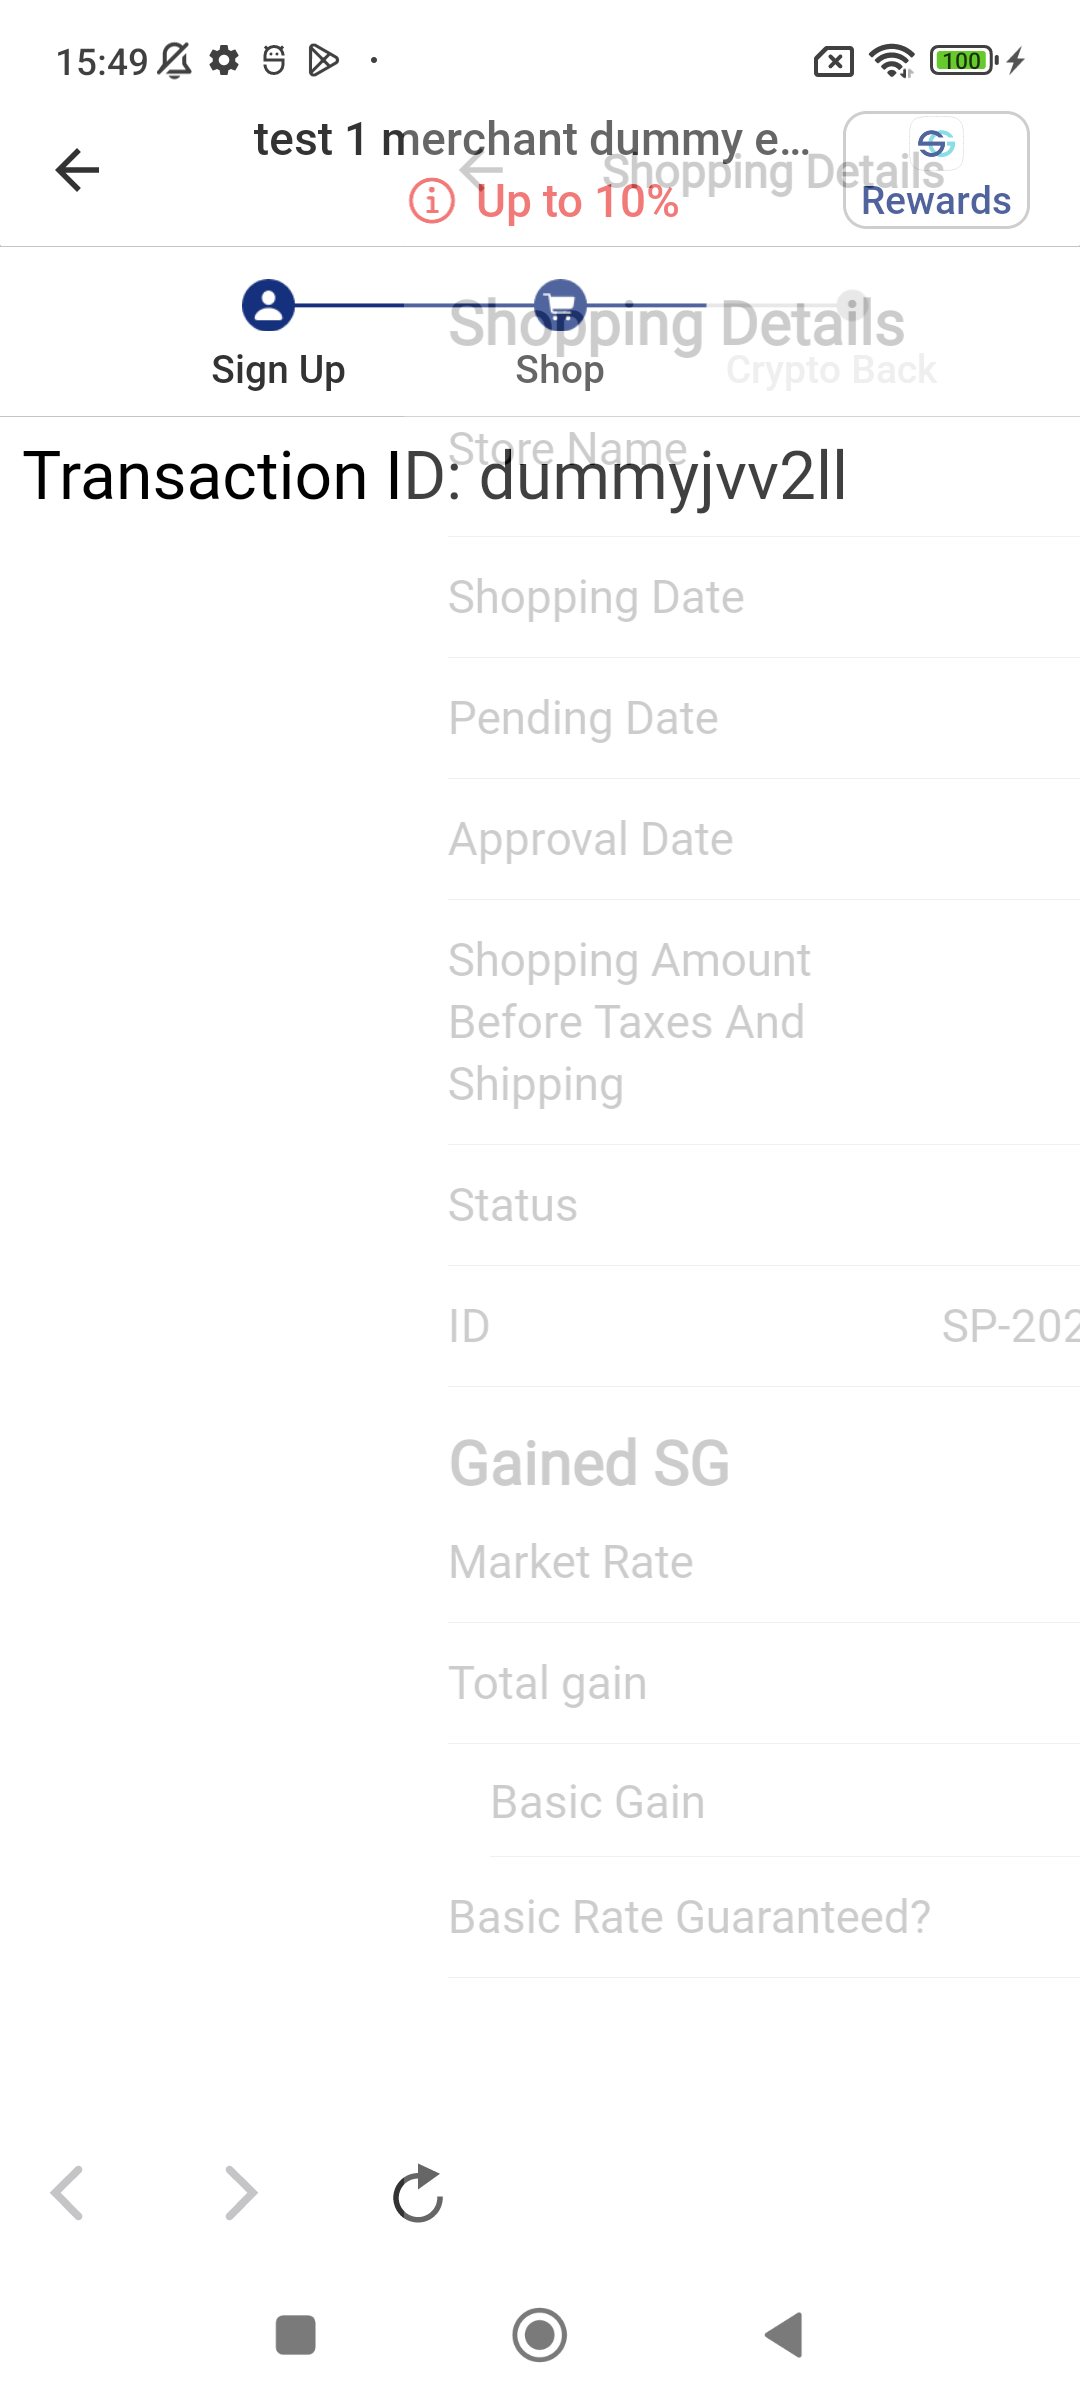 15:49
100
test 1 merchant dummy e...
Shopping Details
Up to 10%
Rewards
Shopping Details
Sign Up
Shop
Crypto Back
Store Name
Transaction ID: dummyjvv2ll
Shopping Date
Pending Date
Approval Date
Shopping Amount
Before Taxes And
Shipping
Status
ID
SP-202
Gained SG
Market Rate
Total gain
Basic Gain
Basic Rate Guaranteed?